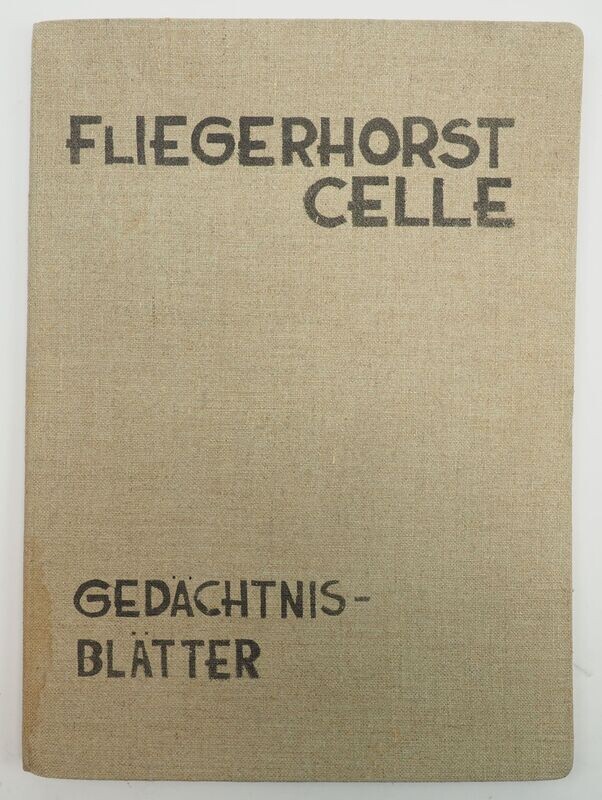 FLIEGERHORST
CELLE
GEDÄCHTNIS-
BLÄTTER